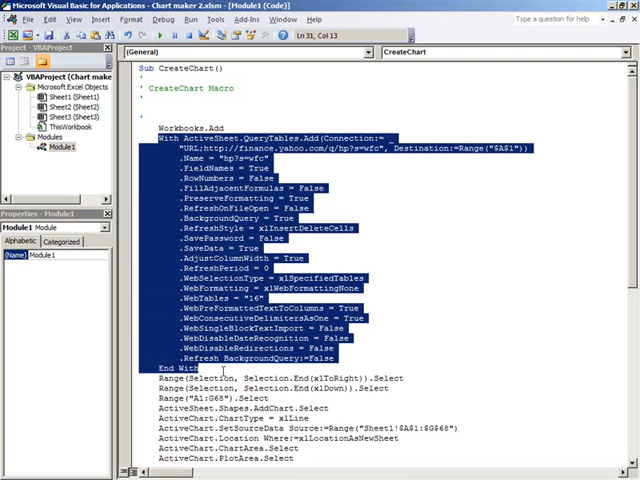 Microsoft Visual Basic for Applications - Chart maker 2.xlsm - [Module1 (Code)]
File Edit View Insert Format Debug Run Tools Add-Ins Window Help
Type a question for help
Ln 31, Col 13
Project - VBAProject
VBAProject (Chart ma
Microsoft Excel Objects
Sheet1 (Sheet1)
Sheet2 (Sheet2)
Sheet3 (Sheet3)
ThisWorkbook
Modules
Module1
Properties - Module1
Module1 Module
Alphabetic Categorized
(Name) Module1
(General) CreateChart
Sub CreateChart()
'
' CreateChart Macro
'
'
Workbooks.Add
With ActiveSheet.QueryTables.Add(Connection:= _
"URL;http://finance.yahoo.com/q/hp?s=wfc", Destination:=Range("$A$1"))
.Name = "hp?s=wfc"
.FieldNames = True
.RowNumbers = False
.FillAdjacentFormulas = False
.PreserveFormatting = True
.RefreshOnFileOpen = False
.BackgroundQuery = True
.RefreshStyle = xlInsertDeleteCells
.SavePassword = False
.SaveData = True
.AdjustColumnWidth = True
.RefreshPeriod = 0
.WebSelectionType = xlSpecifiedTables
.WebFormatting = xlWebFormattingNone
.WebTables = "16"
.WebPreFormattedTextToColumns = True
.WebConsecutiveDelimitersAsOne = True
.WebSingleBlockTextImport = False
.WebDisableDateRecognition = False
.WebDisableRedirections = False
.Refresh BackgroundQuery:=False
End With
Range(Selection, Selection.End(xlToRight)).Select
Range(Selection, Selection.End(xlDown)).Select
Range("A1:G68").Select
ActiveSheet.Shapes.AddChart.Select
ActiveChart.ChartType = xlLine
ActiveChart.SetSourceData Source:=Range("Sheet1!$A$1:$G$68")
ActiveChart.Location Where:=xlLocationAsNewSheet
ActiveChart.ChartArea.Select
ActiveChart.PlotArea.Select